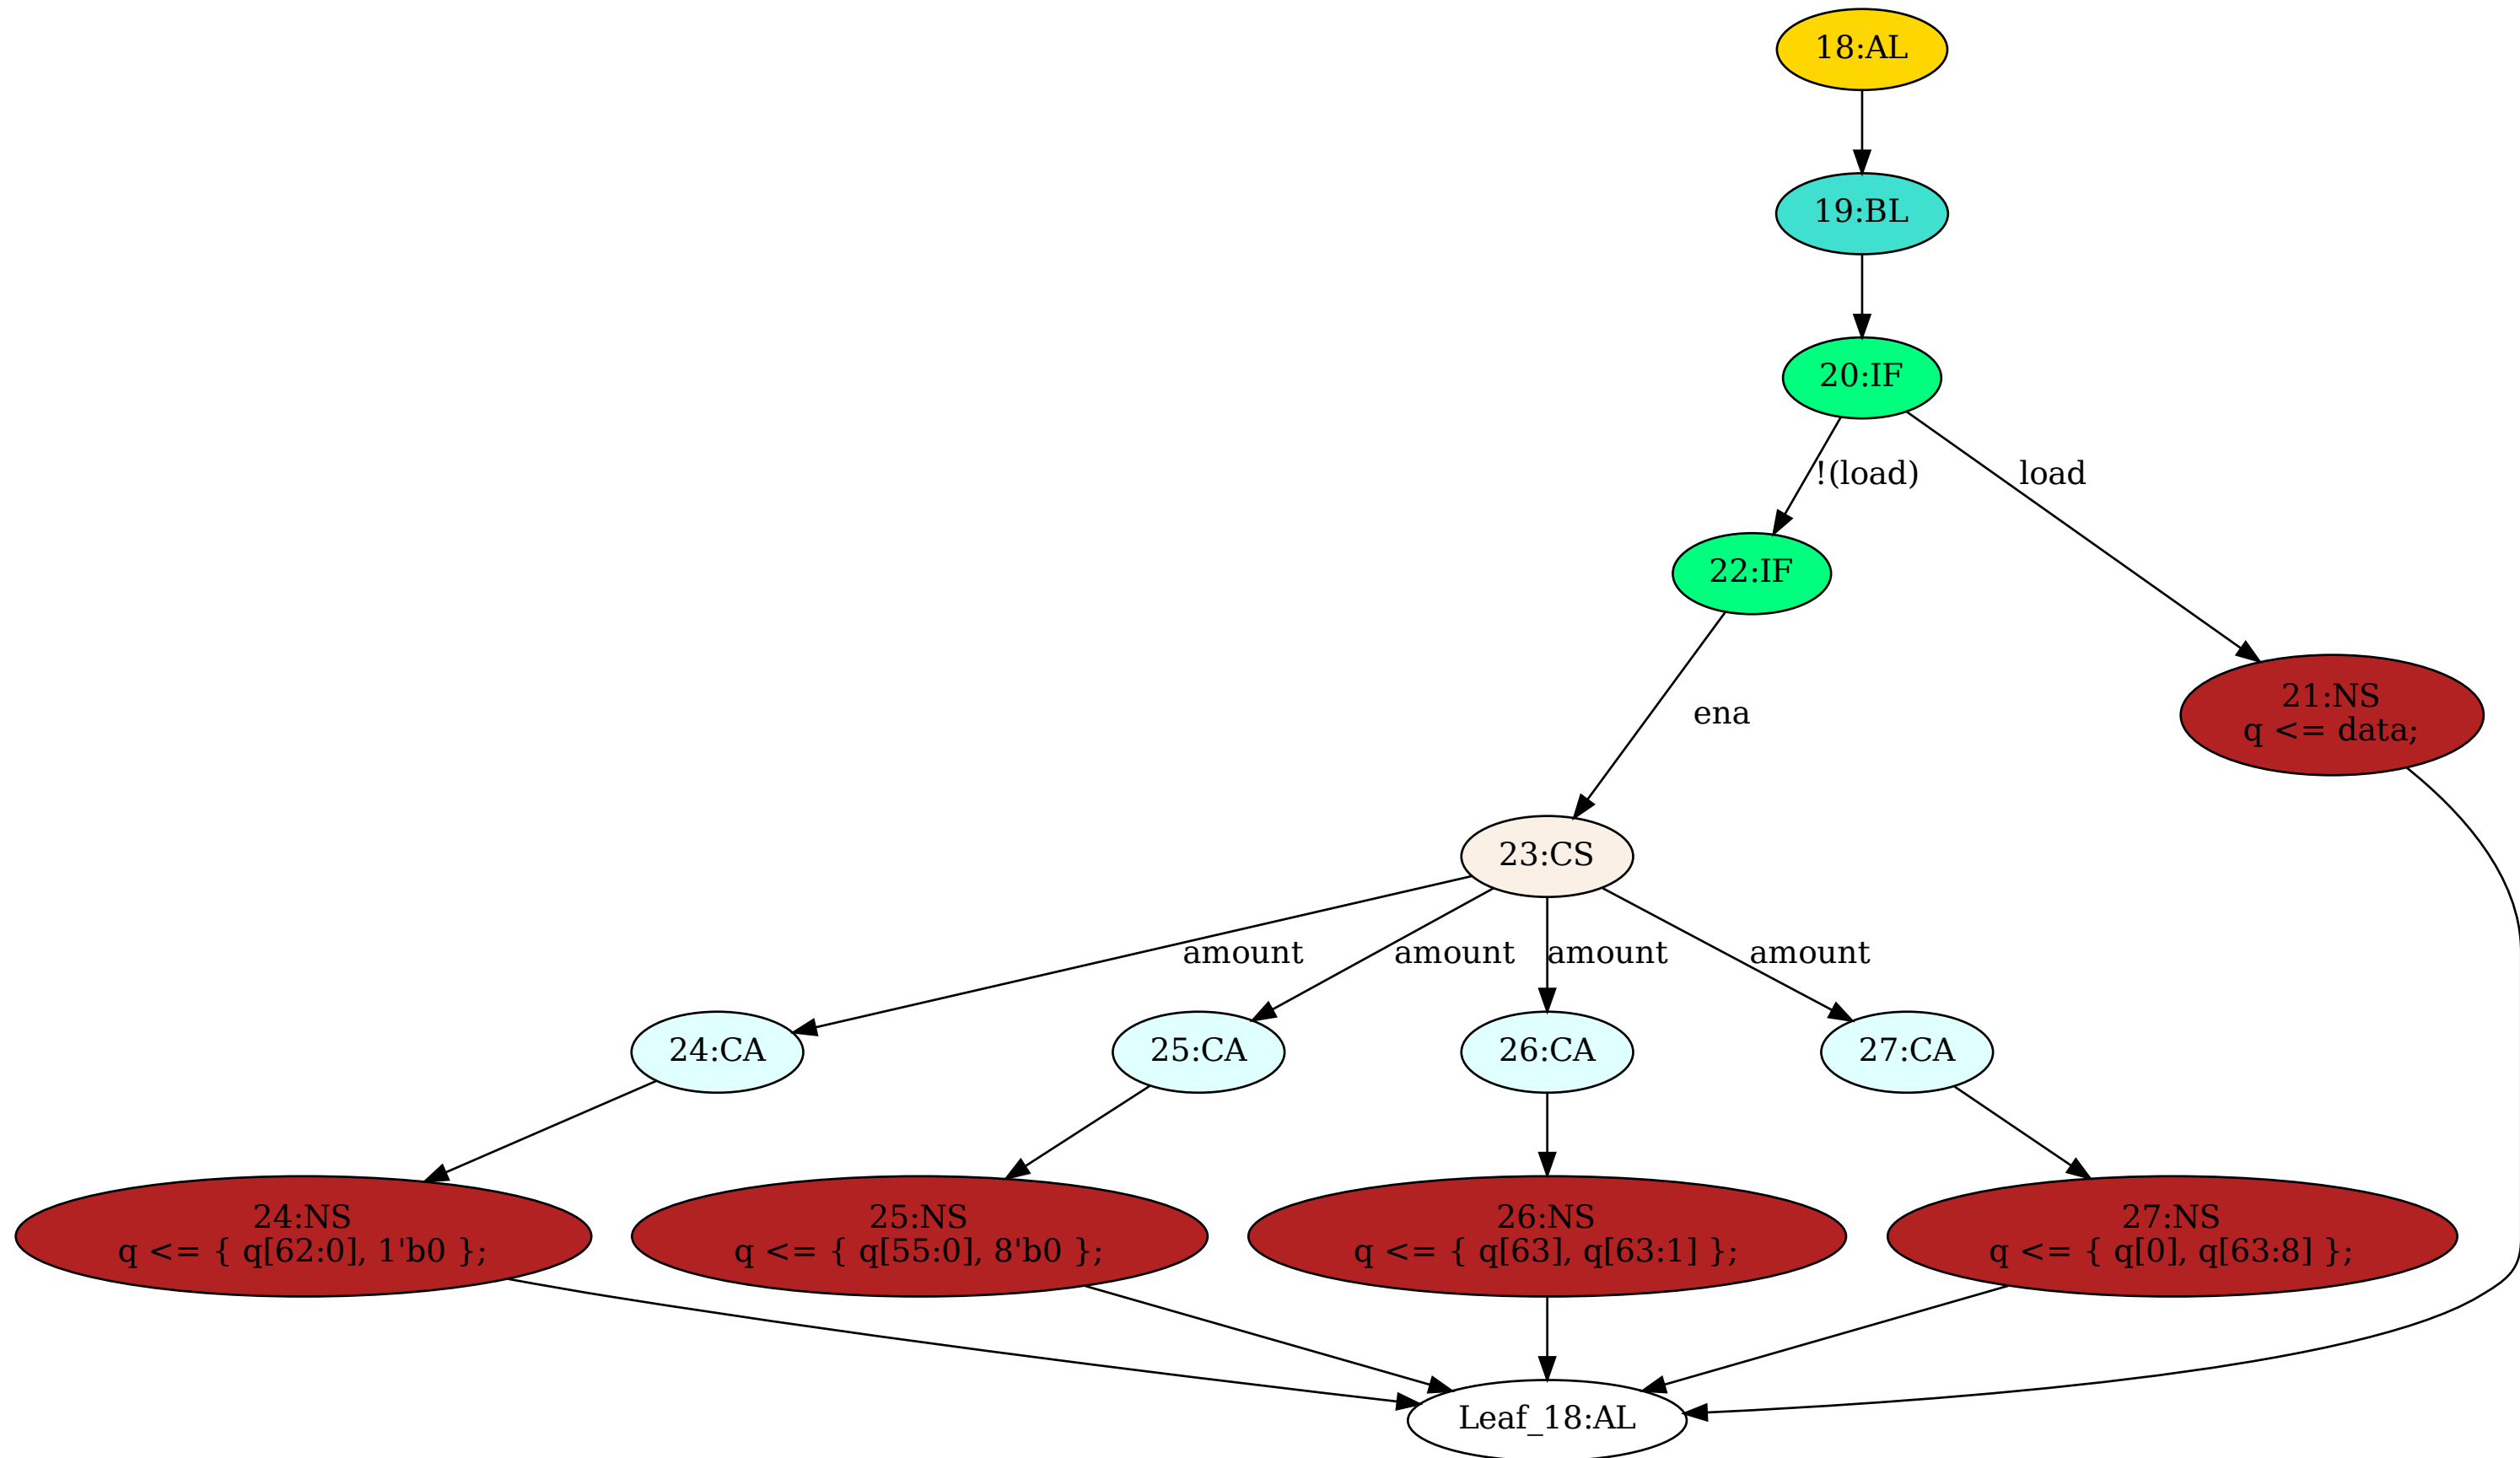 18:AL
19:BL
20:IF
!(load)
load
22:IF
21:NS
q <= data;
ena
23:CS
amount
amount
amount
amount
24:CA
25:CA
26:CA
27:CA
24:NS
q <= { q[62:0], 1'b0 };
25:NS
q <= { q[55:0], 8'b0 };
26:NS
q <= { q[63], q[63:1] };
27:NS
q <= { q[0], q[63:8] };
Leaf_18:AL